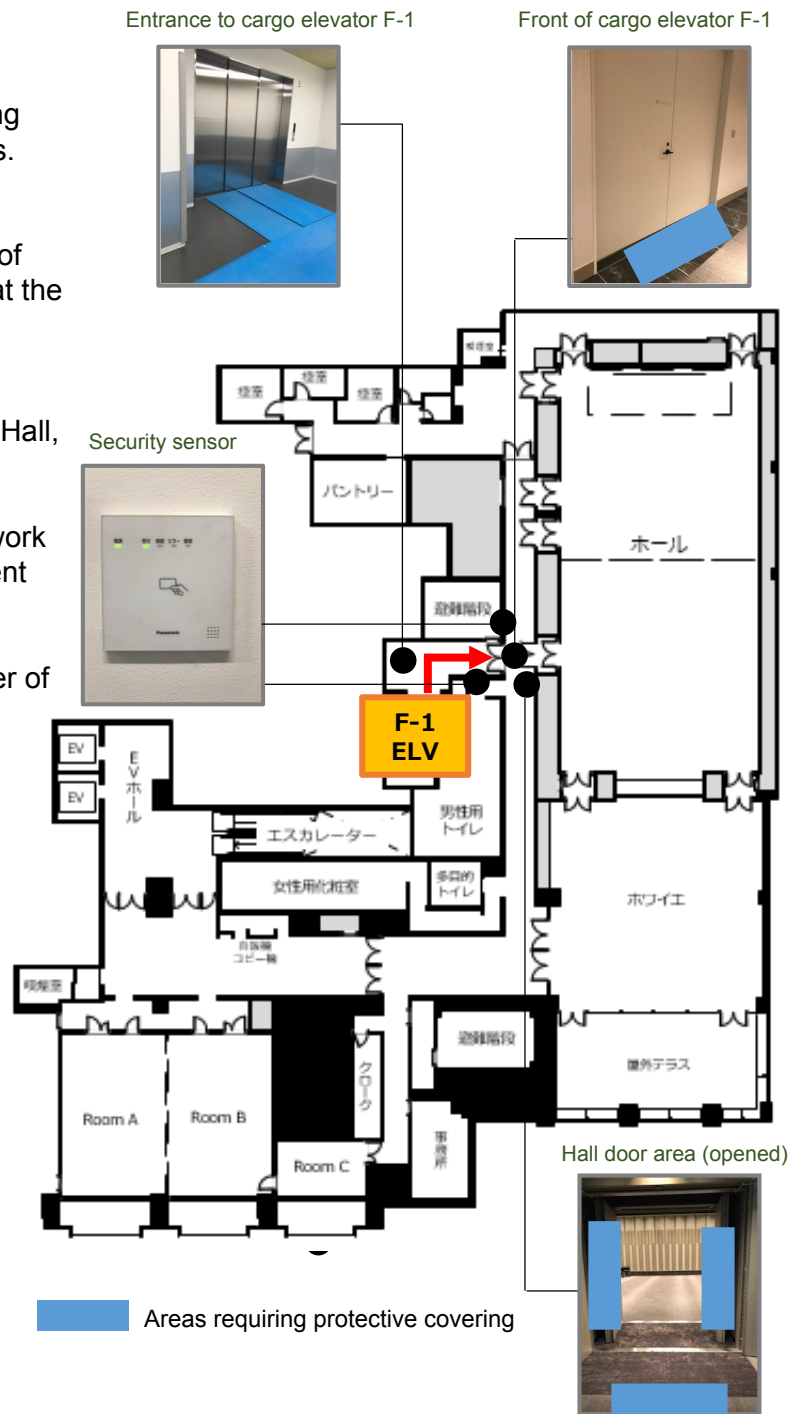 Entrance to cargo elevator F-1
Front of cargo elevator F-1
ng
s.
of
at the
Hall,
Security sensor
work
ent
er of
控室
控室
控室
パントリー
ホール
避難階段
Panasonic
F-1
ELV
EV
EV
EVホール
エスカレーター
男性用
トイレ
女性用化粧室
多目的
トイレ
ホワイエ
自販機
コピー機
喫煙室
避難階段
クローク
屋外テラス
Room A
Room B
Room C
事務所
Hall door area (opened)
Areas requiring protective covering